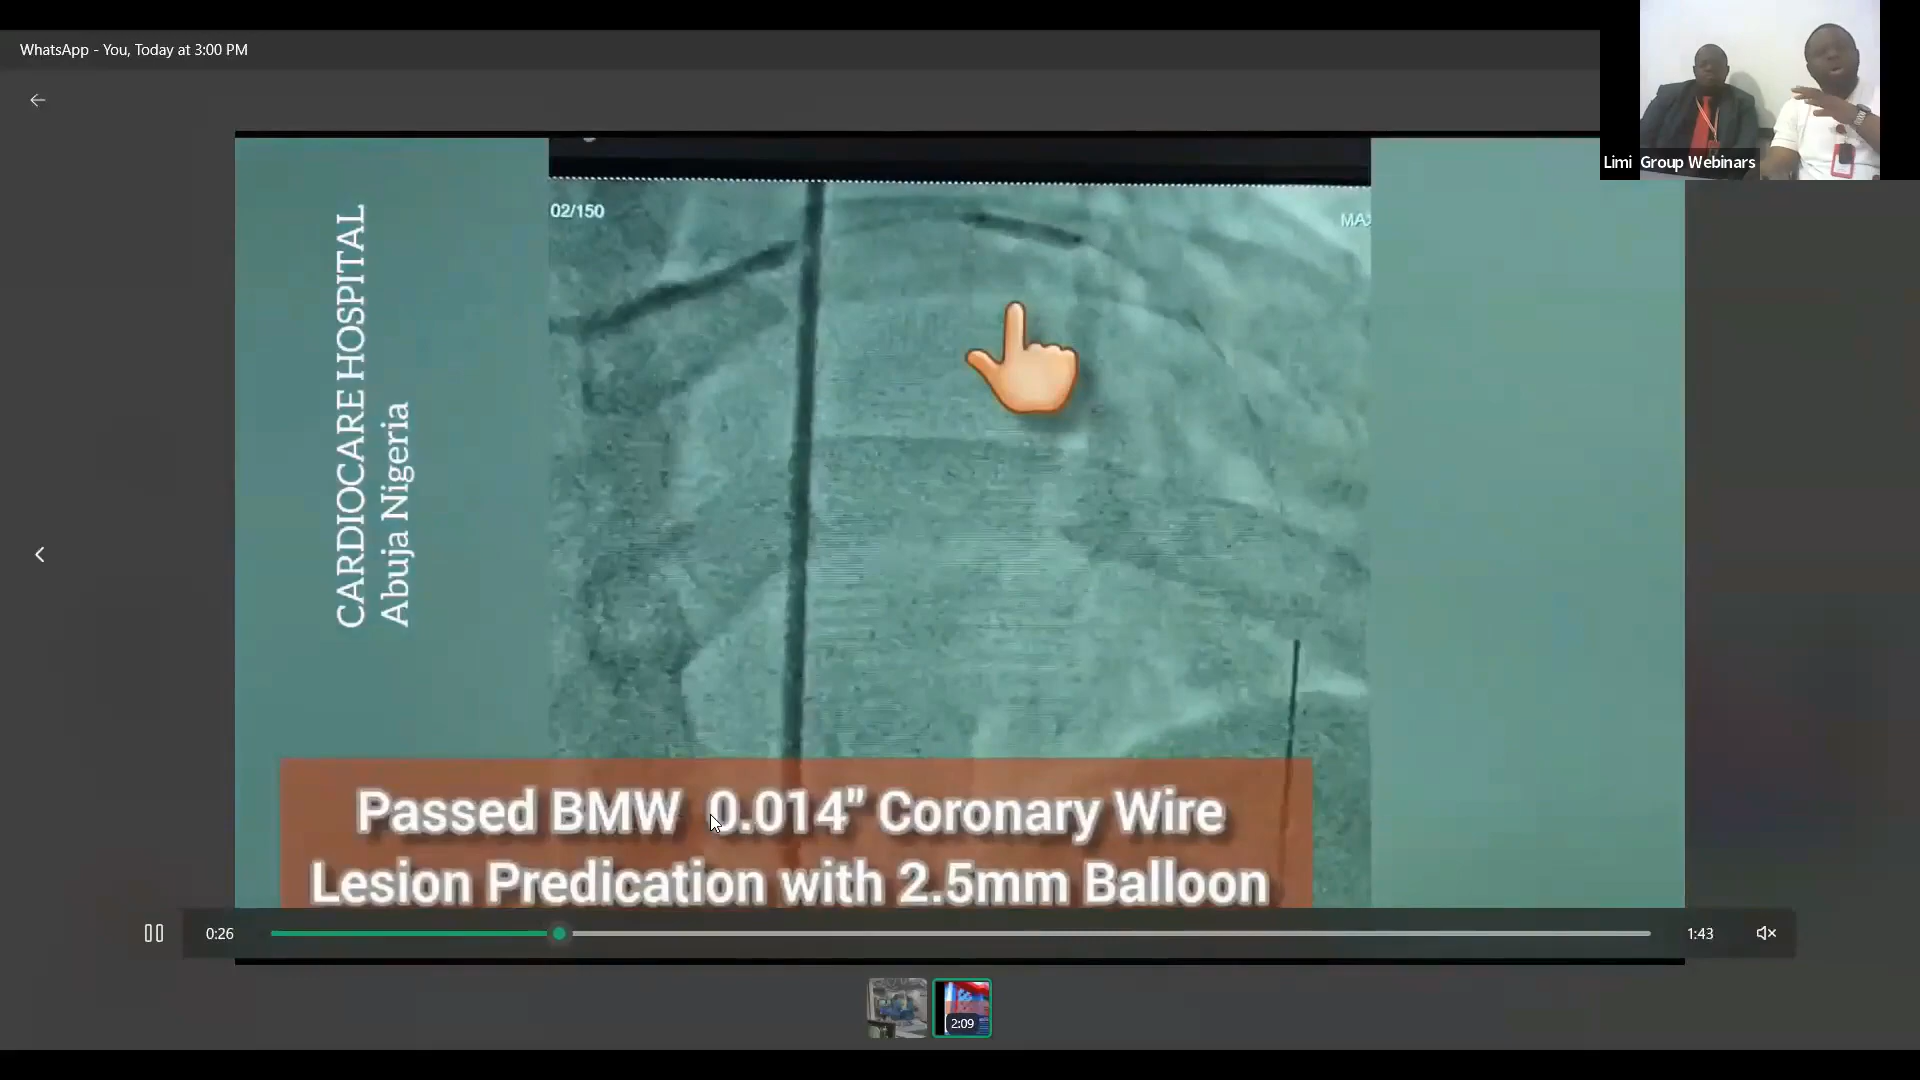 WhatsApp - You, Today at 3:00 PM
Limi Group Webinars
CARDIOCARE HOSPITAL
Abuja Nigeria
02/150
MAX
Passed BMW 0.014" Coronary Wire
Lesion Predication with 2.5mm Balloon
0:26
1:43
2:09